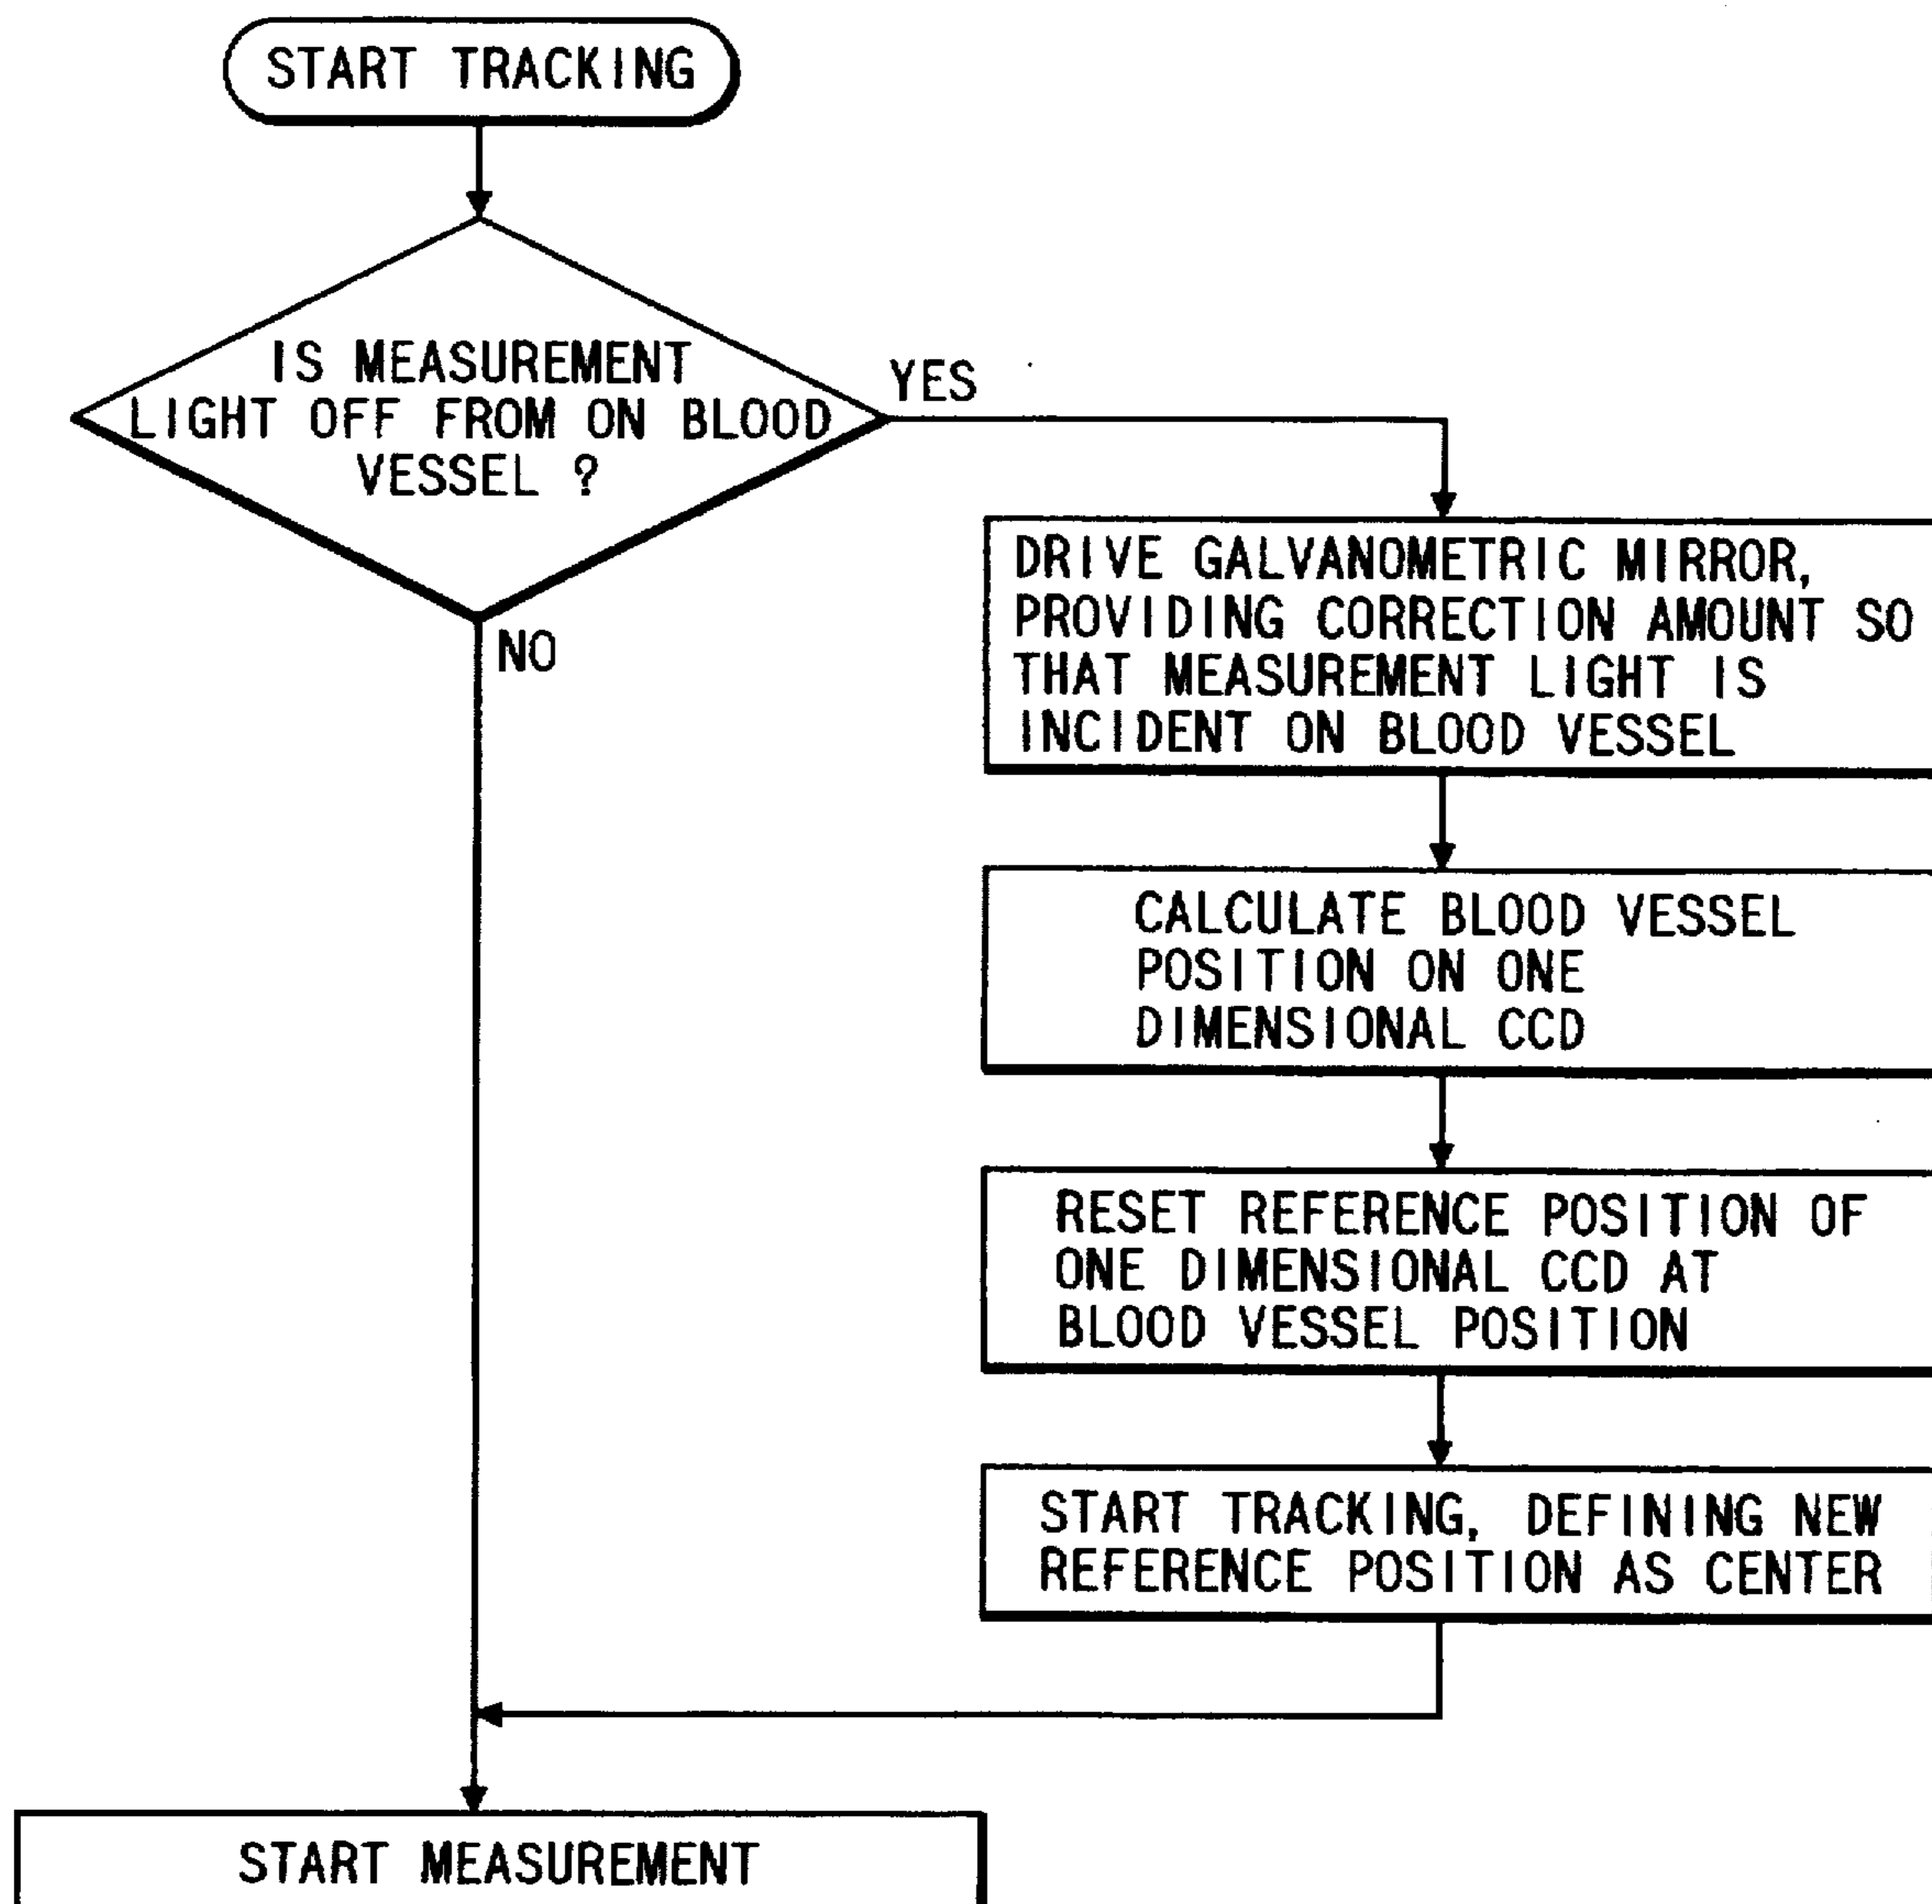 START TRACKING
IS MEASUREMENT
LIGHT OFF FROM ON BLOOD
VESSEL ?
YES
NO
DRIVE GALVANOMETRIC MIRROR,
PROVIDING CORRECTION AMOUNT SO
THAT MEASUREMENT LIGHT IS
INCIDENT ON BLOOD VESSEL
CALCULATE BLOOD VESSEL
POSITION ON ONE
DIMENSIONAL CCD
RESET REFERENCE POSITION OF
ONE DIMENSIONAL CCD AT
BLOOD VESSEL POSITION
START TRACKING, DEFINING NEW
REFERENCE POSITION AS CENTER
START MEASUREMENT